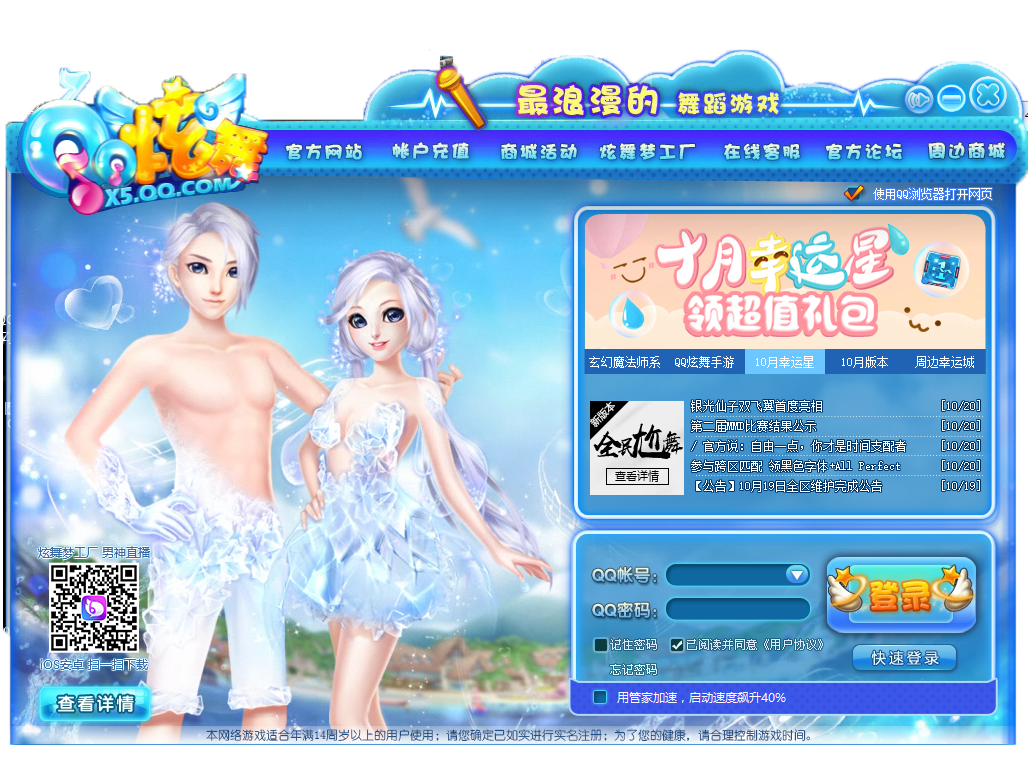 最浪漫的 舞蹈游戏
QQ炫舞
X5.QQ.COM
官方网站 帐户充值 商城活动 炫舞梦工厂 在线客服 官方论坛 周边商城
使用QQ浏览器打开网页
十月幸运星
领超值礼包
玄幻魔法师系 QQ炫舞手游 10月幸运星 10月版本 周边幸运城
新版本
全民尬舞
查看详情
银光仙子双飞翼首度亮相 [10/20]
第二届MMD比赛结果公示 [10/20]
/ 官方说：自由一点，你才是时间支配者 [10/20]
参与跨区匹配 领黑色字体+All Perfect [10/20]
【公告】10月19日全区维护完成公告 [10/19]
炫舞梦工厂 男神直播
iOS安卓 扫一扫下载
查看详情
QQ帐号：
QQ密码：
登录
记住密码 已阅读并同意《用户协议》
快速登录
忘记密码
用管家加速，启动速度飙升40%
本网络游戏适合年满14周岁以上的用户使用；请您确定已如实进行实名注册；为了您的健康，请合理控制游戏时间。